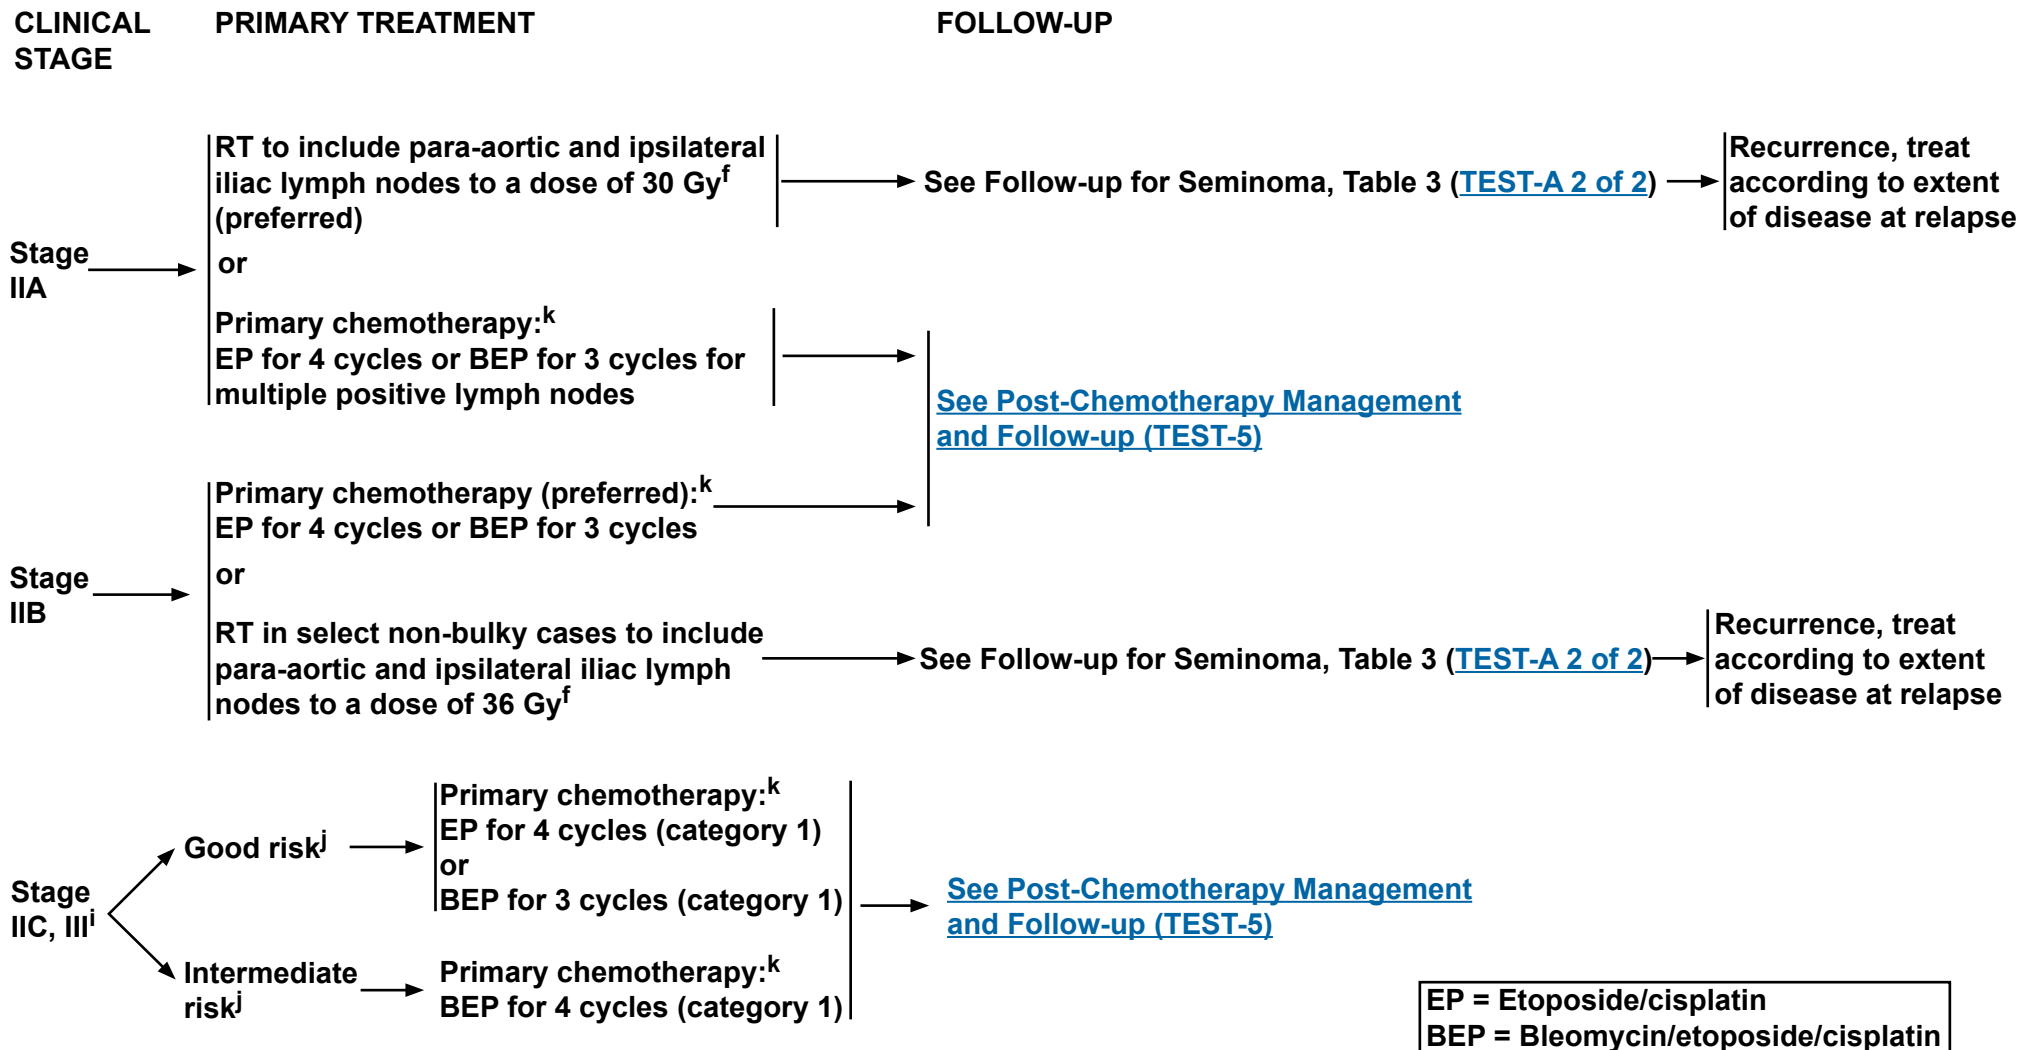 CLINICAL
STAGE
PRIMARY TREATMENT
FOLLOW-UP
Stage
IIA
RT to include para-aortic and ipsilateral
iliac lymph nodes to a dose of 30 Gyf
(preferred)
or
Primary chemotherapy:k
EP for 4 cycles or BEP for 3 cycles for
multiple positive lymph nodes
See Follow-up for Seminoma, Table 3 (TEST-A 2 of 2)
Recurrence, treat
according to extent
of disease at relapse
See Post-Chemotherapy Management
and Follow-up (TEST-5)
Stage
IIB
Primary chemotherapy (preferred):k
EP for 4 cycles or BEP for 3 cycles
or
RT in select non-bulky cases to include
para-aortic and ipsilateral iliac lymph
nodes to a dose of 36 Gyf
See Follow-up for Seminoma, Table 3 (TEST-A 2 of 2)
Recurrence, treat
according to extent
of disease at relapse
Stage
IIC, IIIi
Good riskj
Primary chemotherapy:k
EP for 4 cycles (category 1)
or
BEP for 3 cycles (category 1)
Intermediate
riskj
Primary chemotherapy:k
BEP for 4 cycles (category 1)
See Post-Chemotherapy Management
and Follow-up (TEST-5)
EP = Etoposide/cisplatin
BEP = Bleomycin/etoposide/cisplatin